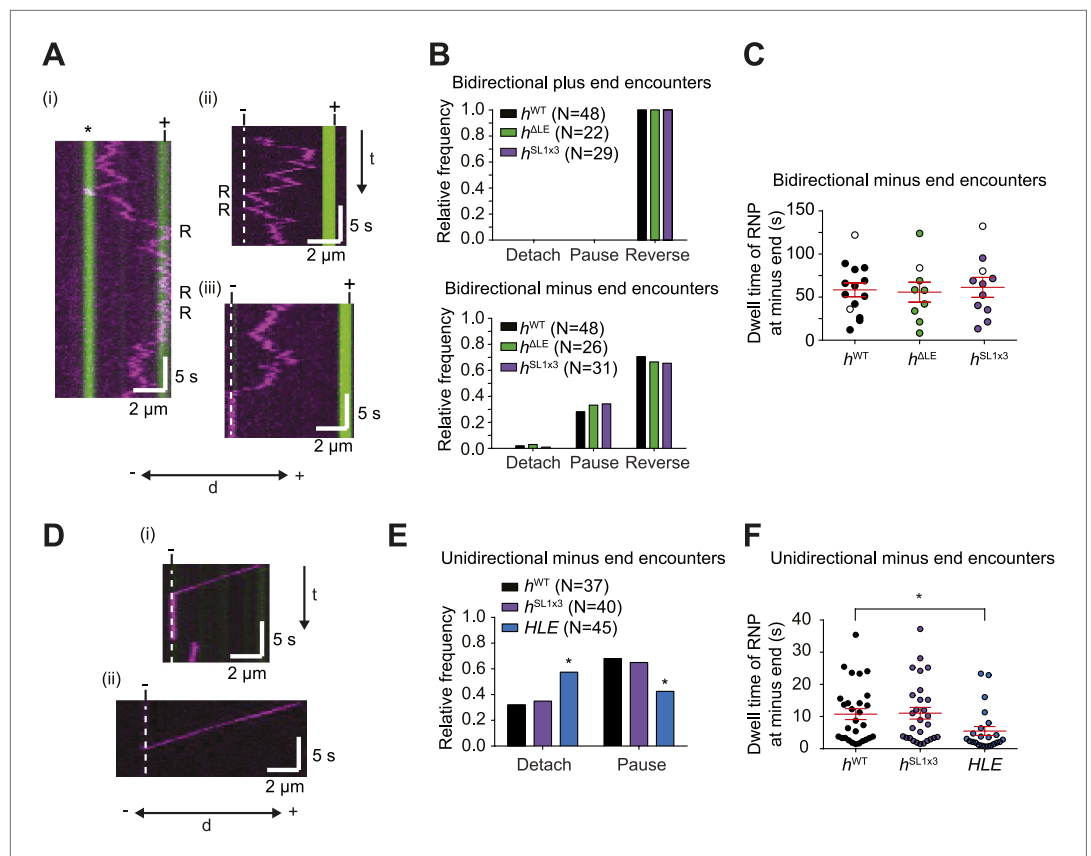 A
(i)
*
+
R
R
R
5 s
2 µm
(ii)
-
+
t
R
R
5 s
2 µm
(iii)
-
+
5 s
2 µm
-
+
d
B
Bidirectional plus end encounters
hWT (N=48)
hΔLE (N=22)
hSL1x3 (N=29)
Relative frequency
1.0
0.8
0.6
0.4
0.2
0.0
Detach Pause Reverse
Bidirectional minus end encounters
hWT (N=48)
hΔLE (N=26)
hSL1x3 (N=31)
Relative frequency
1.0
0.8
0.6
0.4
0.2
0.0
Detach Pause Reverse
C
Bidirectional minus end encounters
Dwell time of RNP
at minus end (s)
150
100
50
0
hWT hΔLE hSL1x3
D
(i)
-
t
5 s
2 µm
(ii)
-
5 s
2 µm
-
+
d
E
Unidirectional minus end encounters
hWT (N=37)
hSL1x3 (N=40)
HLE (N=45)
Relative frequency
1.0
0.8
0.6
0.4
0.2
0.0
*
*
Detach Pause
F
Unidirectional minus end encounters
*
Dwell time of RNP
at minus end (s)
40
30
20
10
0
hWT hSL1x3 HLE